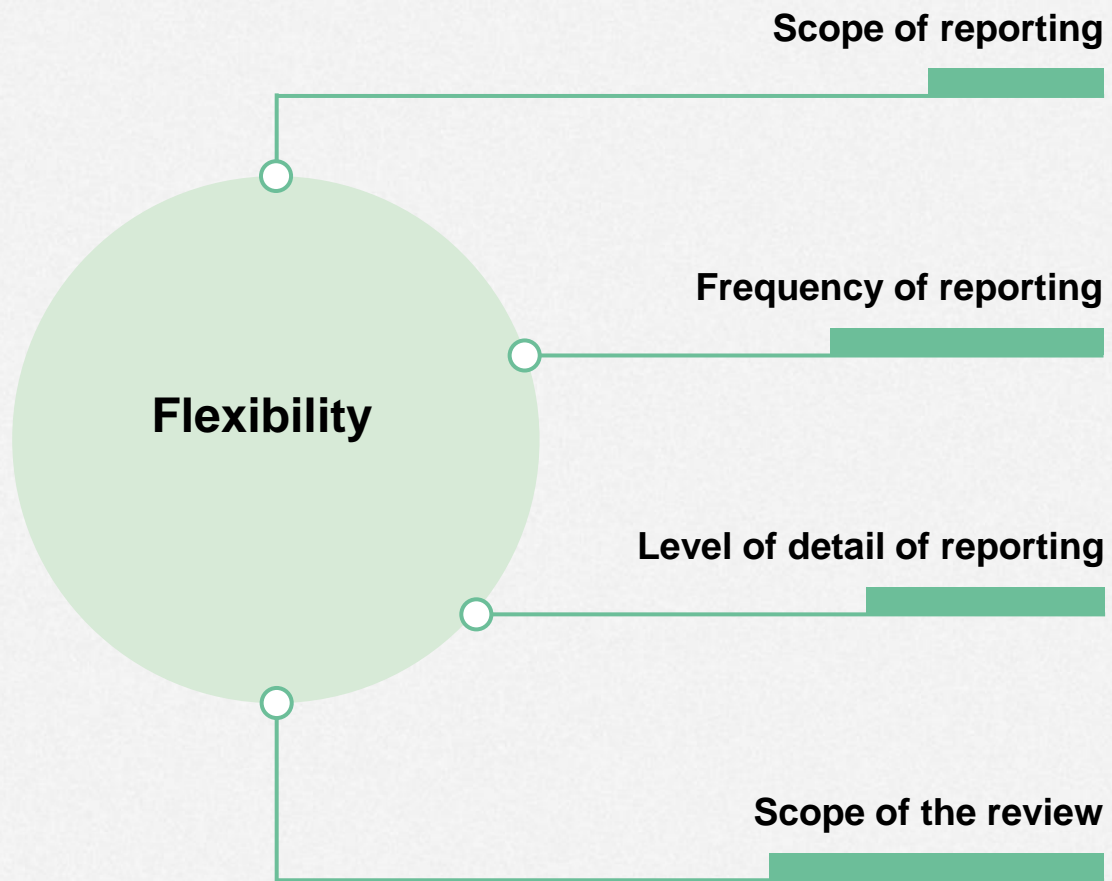 Scope of reporting
Frequency of reporting
Flexibility
Level of detail of reporting
Scope of the review